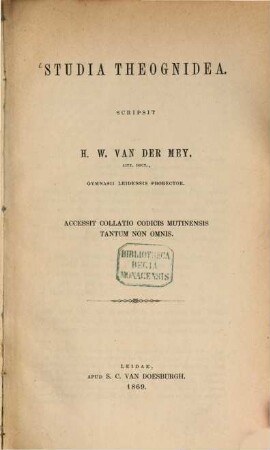 STUDIA THEOGNIDEA.
SCRIPSIT
H. W. VAN DER MEY,
LITT. DOCT.,
GYMNASII LEIDENSIS PRORECTOR.
ACCESSIT COLLATIO CODICIS MUTINENSIS
TANTUM NON OMNIS.
BIBLIOTHECA
REGIA
MONACENSIS
LEIDAE,
APUD S. C. VAN DOESBURGH.
1869.